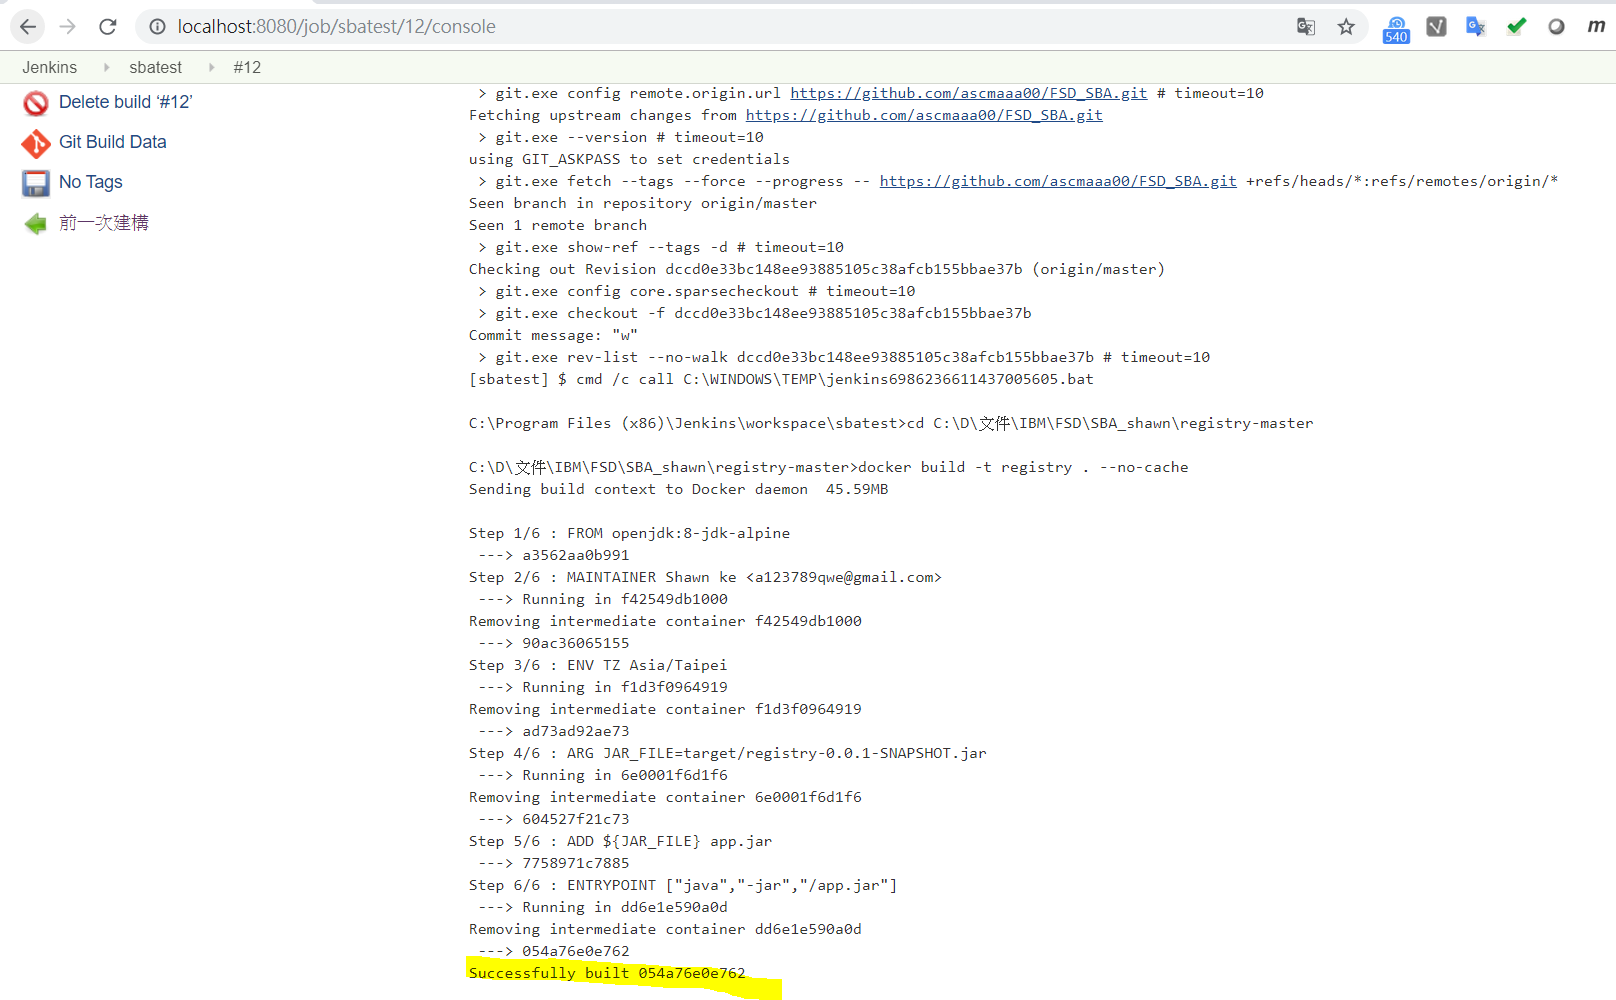 localhost:8080/job/sbatest/12/console
540
m
Jenkins sbatest #12
Delete build ‘#12’
Git Build Data
No Tags
前一次建構
> git.exe config remote.origin.url https://github.com/ascmaaa00/FSD_SBA.git # timeout=10
Fetching upstream changes from https://github.com/ascmaaa00/FSD_SBA.git
> git.exe --version # timeout=10
using GIT_ASKPASS to set credentials
> git.exe fetch --tags --force --progress -- https://github.com/ascmaaa00/FSD_SBA.git +refs/heads/*:refs/remotes/origin/*
Seen branch in repository origin/master
Seen 1 remote branch
> git.exe show-ref --tags -d # timeout=10
Checking out Revision dccd0e33bc148ee93885105c38afcb155bbae37b (origin/master)
> git.exe config core.sparsecheckout # timeout=10
> git.exe checkout -f dccd0e33bc148ee93885105c38afcb155bbae37b
Commit message: "w"
> git.exe rev-list --no-walk dccd0e33bc148ee93885105c38afcb155bbae37b # timeout=10
[sbatest] $ cmd /c call C:\WINDOWS\TEMP\jenkins6986236611437005605.bat
C:\Program Files (x86)\Jenkins\workspace\sbatest>cd C:\D\文件\IBM\FSD\SBA_shawn\registry-master
C:\D\文件\IBM\FSD\SBA_shawn\registry-master>docker build -t registry . --no-cache
Sending build context to Docker daemon  45.59MB
Step 1/6 : FROM openjdk:8-jdk-alpine
---> a3562aa0b991
Step 2/6 : MAINTAINER Shawn ke <a123789qwe@gmail.com>
---> Running in f42549db1000
Removing intermediate container f42549db1000
---> 90ac36065155
Step 3/6 : ENV TZ Asia/Taipei
---> Running in f1d3f0964919
Removing intermediate container f1d3f0964919
---> ad73ad92ae73
Step 4/6 : ARG JAR_FILE=target/registry-0.0.1-SNAPSHOT.jar
---> Running in 6e0001f6d1f6
Removing intermediate container 6e0001f6d1f6
---> 604527f21c73
Step 5/6 : ADD ${JAR_FILE} app.jar
---> 7758971c7885
Step 6/6 : ENTRYPOINT ["java","-jar","/app.jar"]
---> Running in dd6e1e590a0d
Removing intermediate container dd6e1e590a0d
---> 054a76e0e762
Successfully built 054a76e0e762